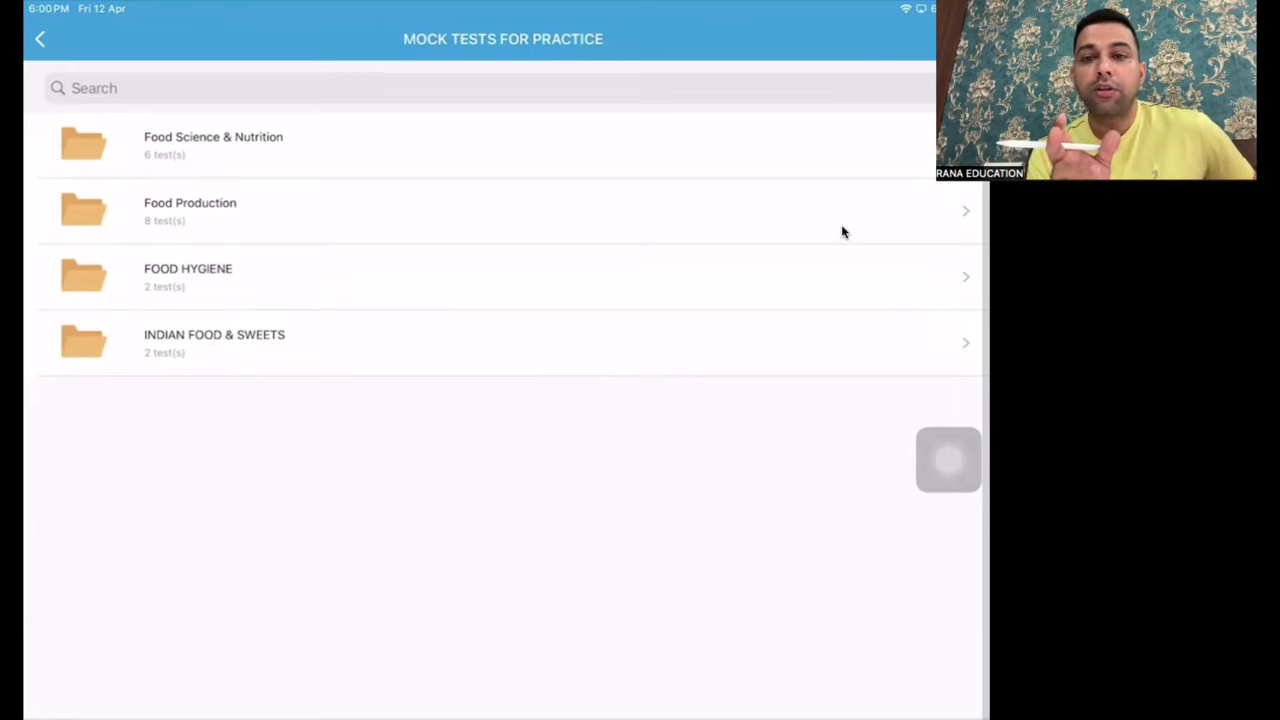 6:00 PM Fri 12 Apr
MOCK TESTS FOR PRACTICE
Search
Food Science & Nutrition
6 test(s)
Food Production
8 test(s)
FOOD HYGIENE
2 test(s)
INDIAN FOOD & SWEETS
2 test(s)
RANA EDUCATION